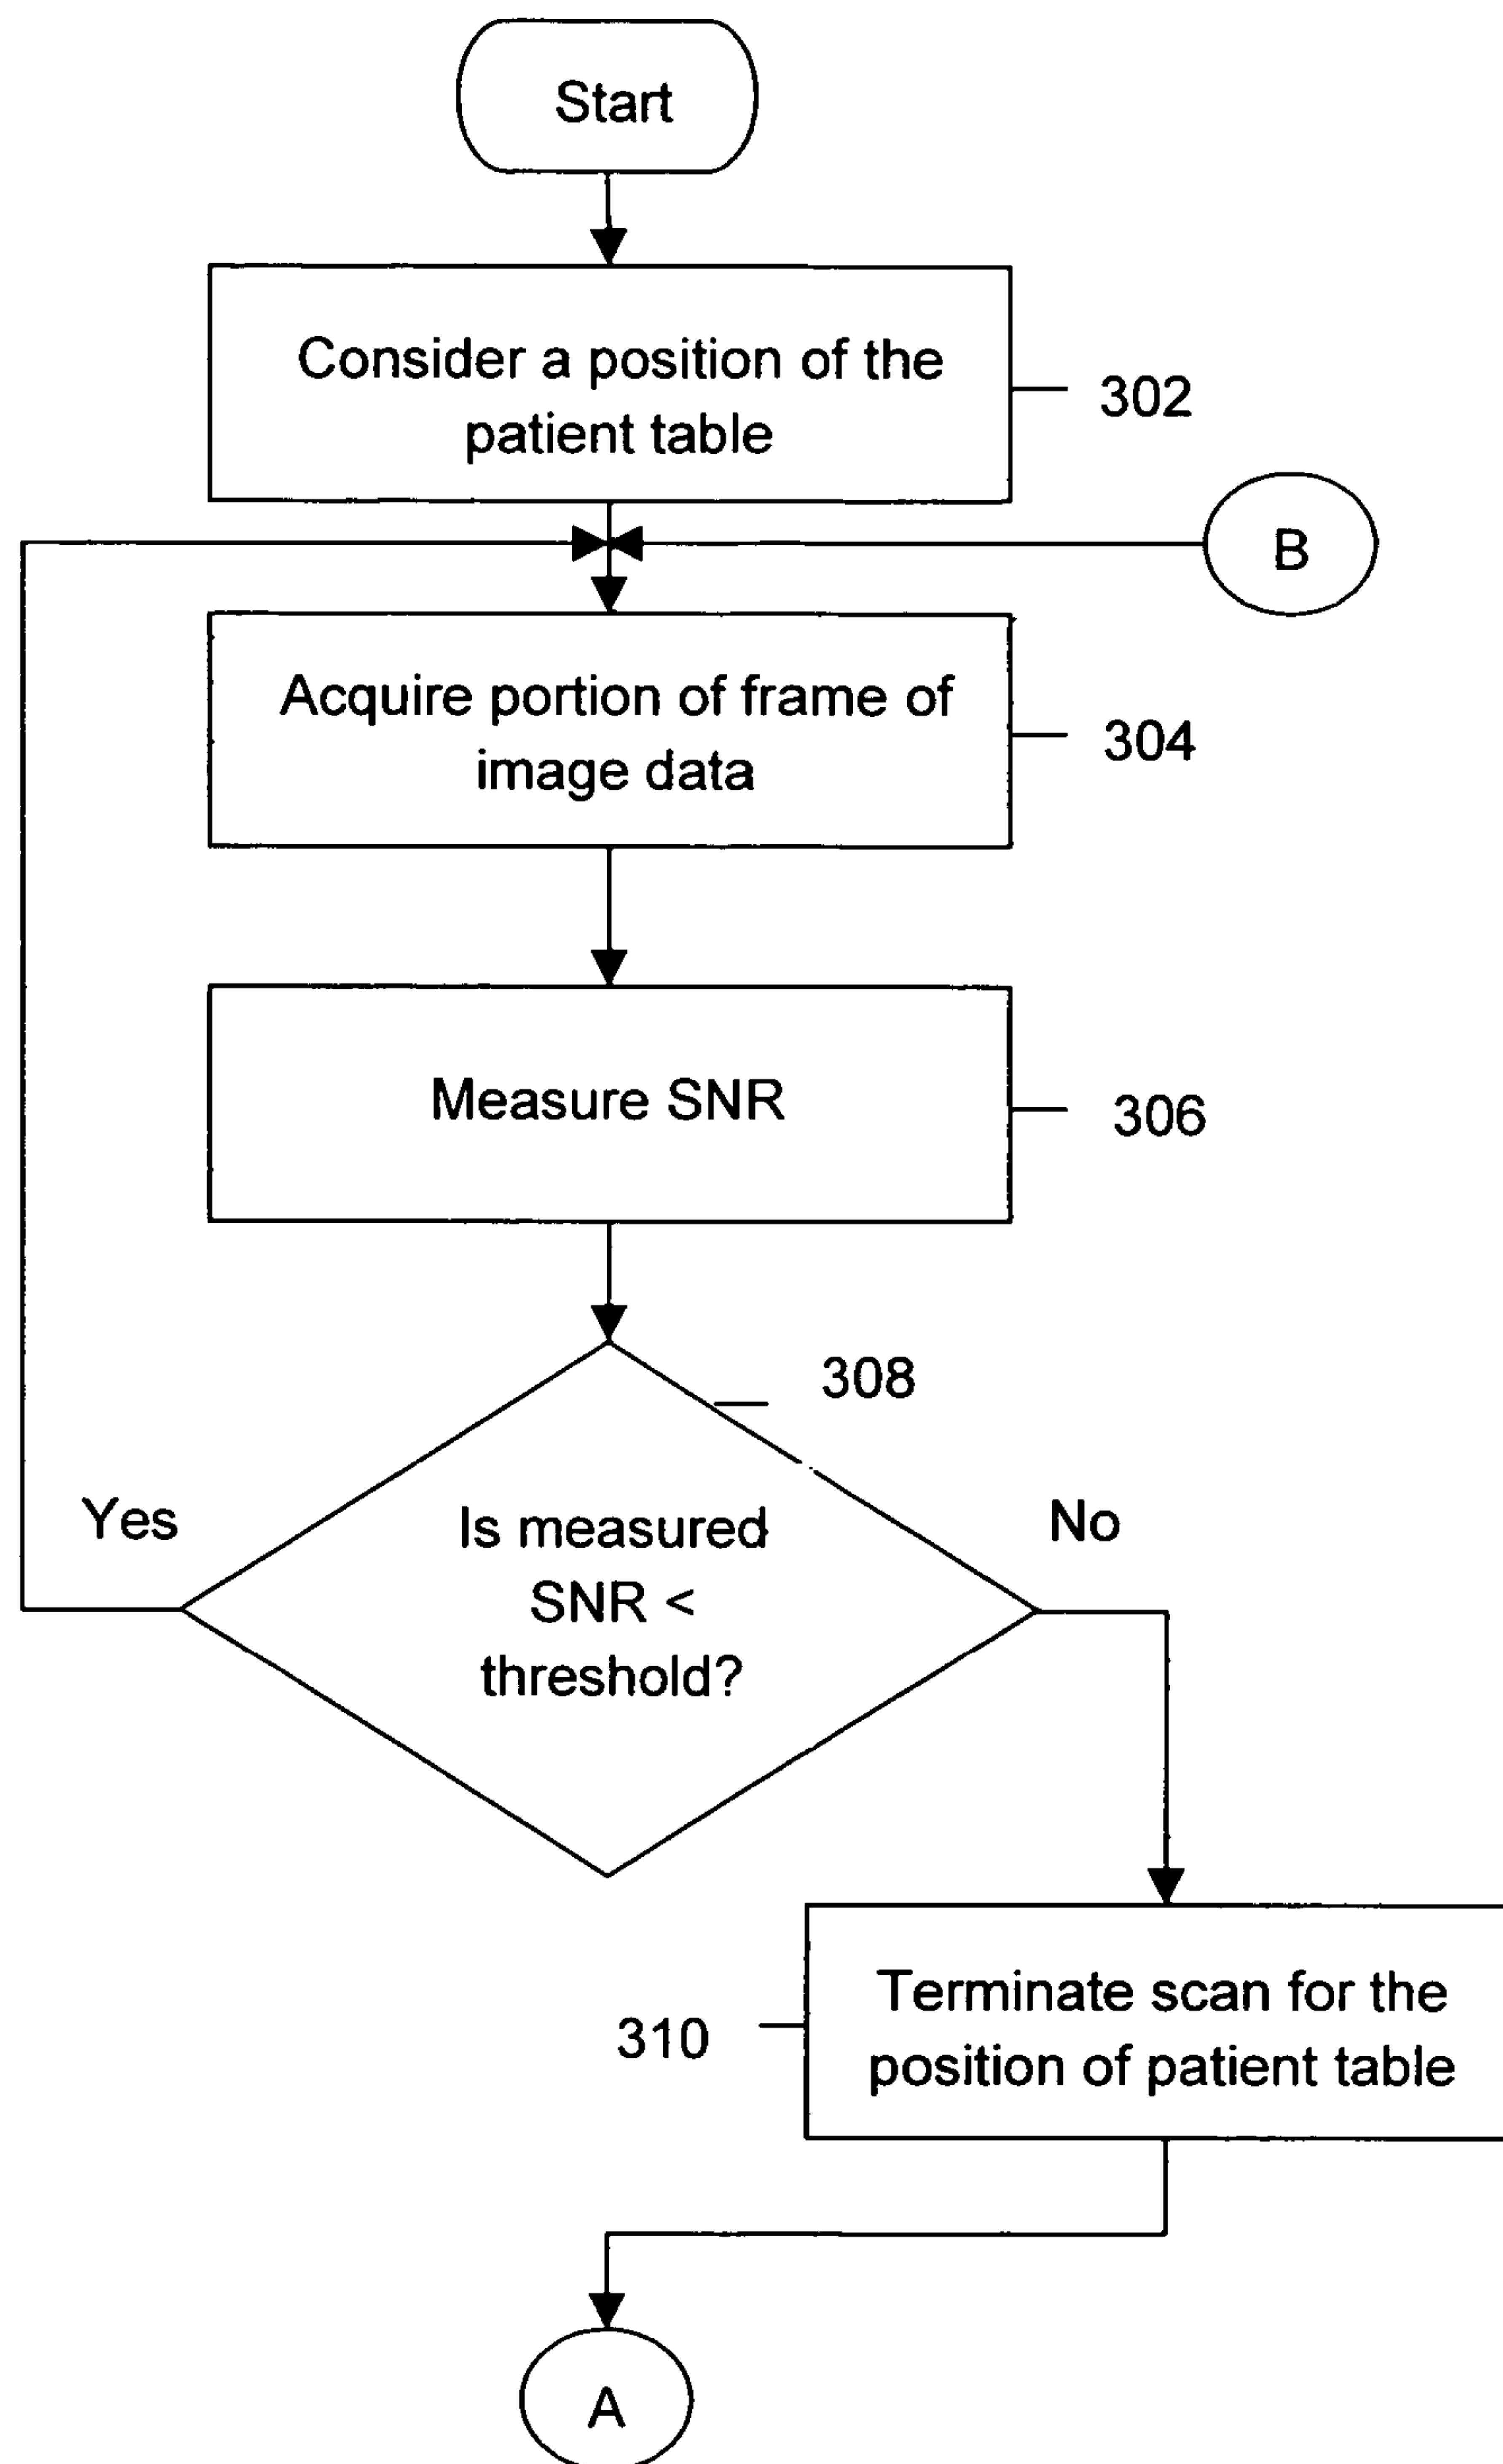 Start
Consider a position of the
patient table
302
B
Acquire portion of frame of
image data
304
Measure SNR
306
308
Yes
Is measured
SNR <
threshold?
No
Terminate scan for the
position of patient table
310
A